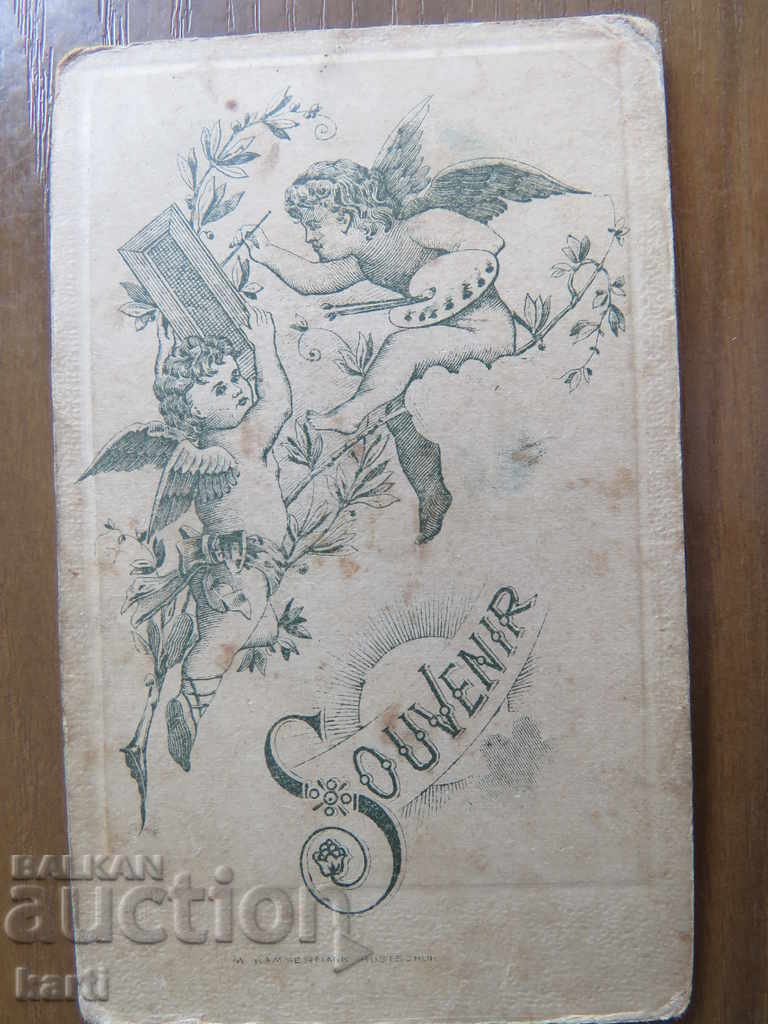 SOUVENIR
BALKAN
auction
karti